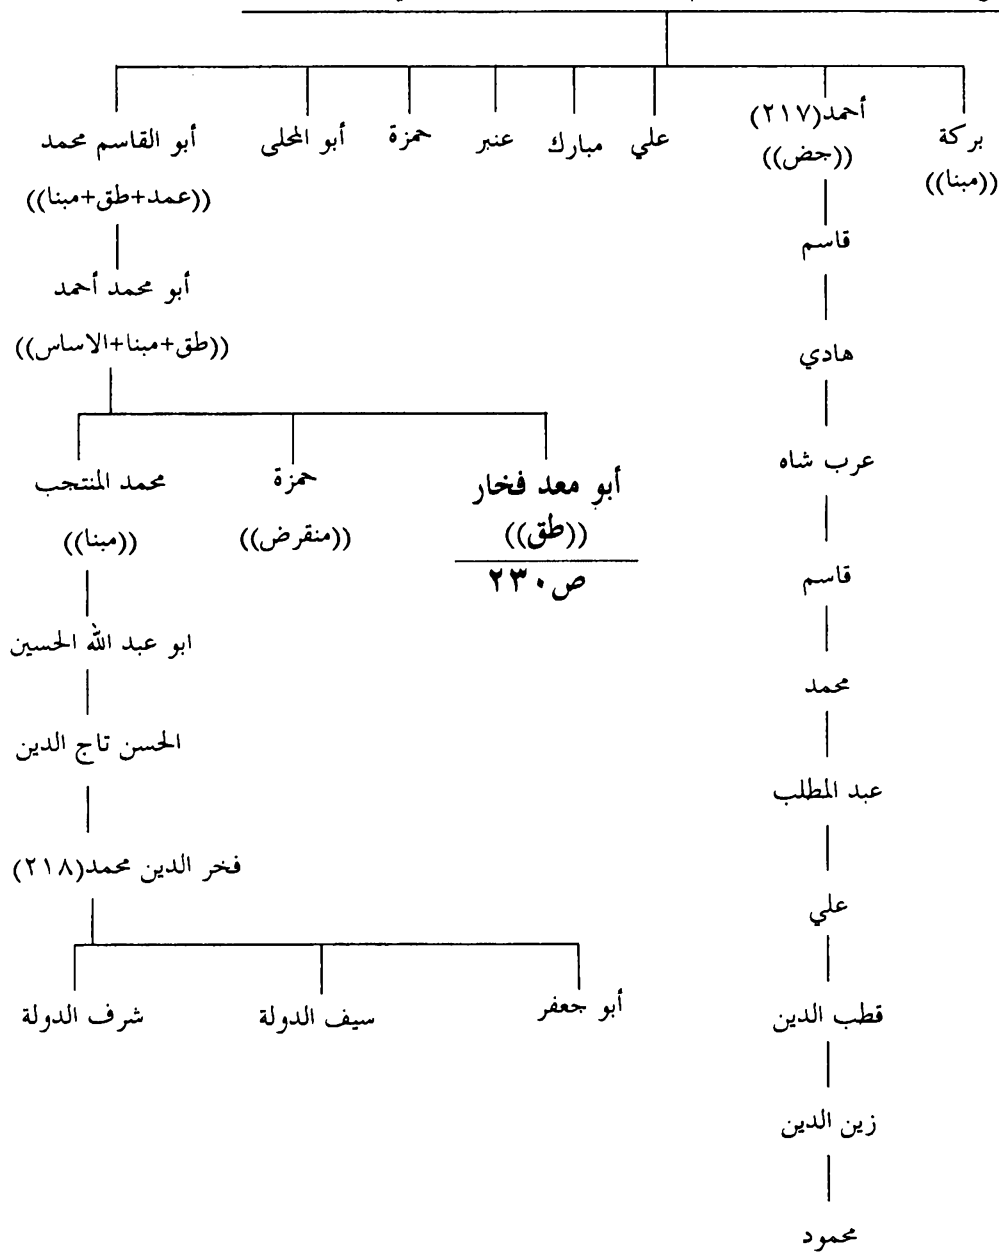 بركة
((مبنا))
أحمد(٢١٧)
((حض))
علي
مبارك
عنبر
حمزة
أبو المحلى
أبو القاسم محمد
((عمد+طق+مبنا))
قاسم
أبو محمد أحمد
((طق+مبنا+الاساس))
هادي
عرب شاه
أبو معد فخار
((طق))
ص٢٣٠
حمزة
((منقرض))
محمد المنتجب
((مبنا))
قاسم
ابو عبد الله الحسين
محمد
الحسن تاج الدين
عبد المطلب
فخر الدين محمد(٢١٨)
علي
أبو جعفر
سيف الدولة
شرف الدولة
قطب الدين
زين الدين
محمود